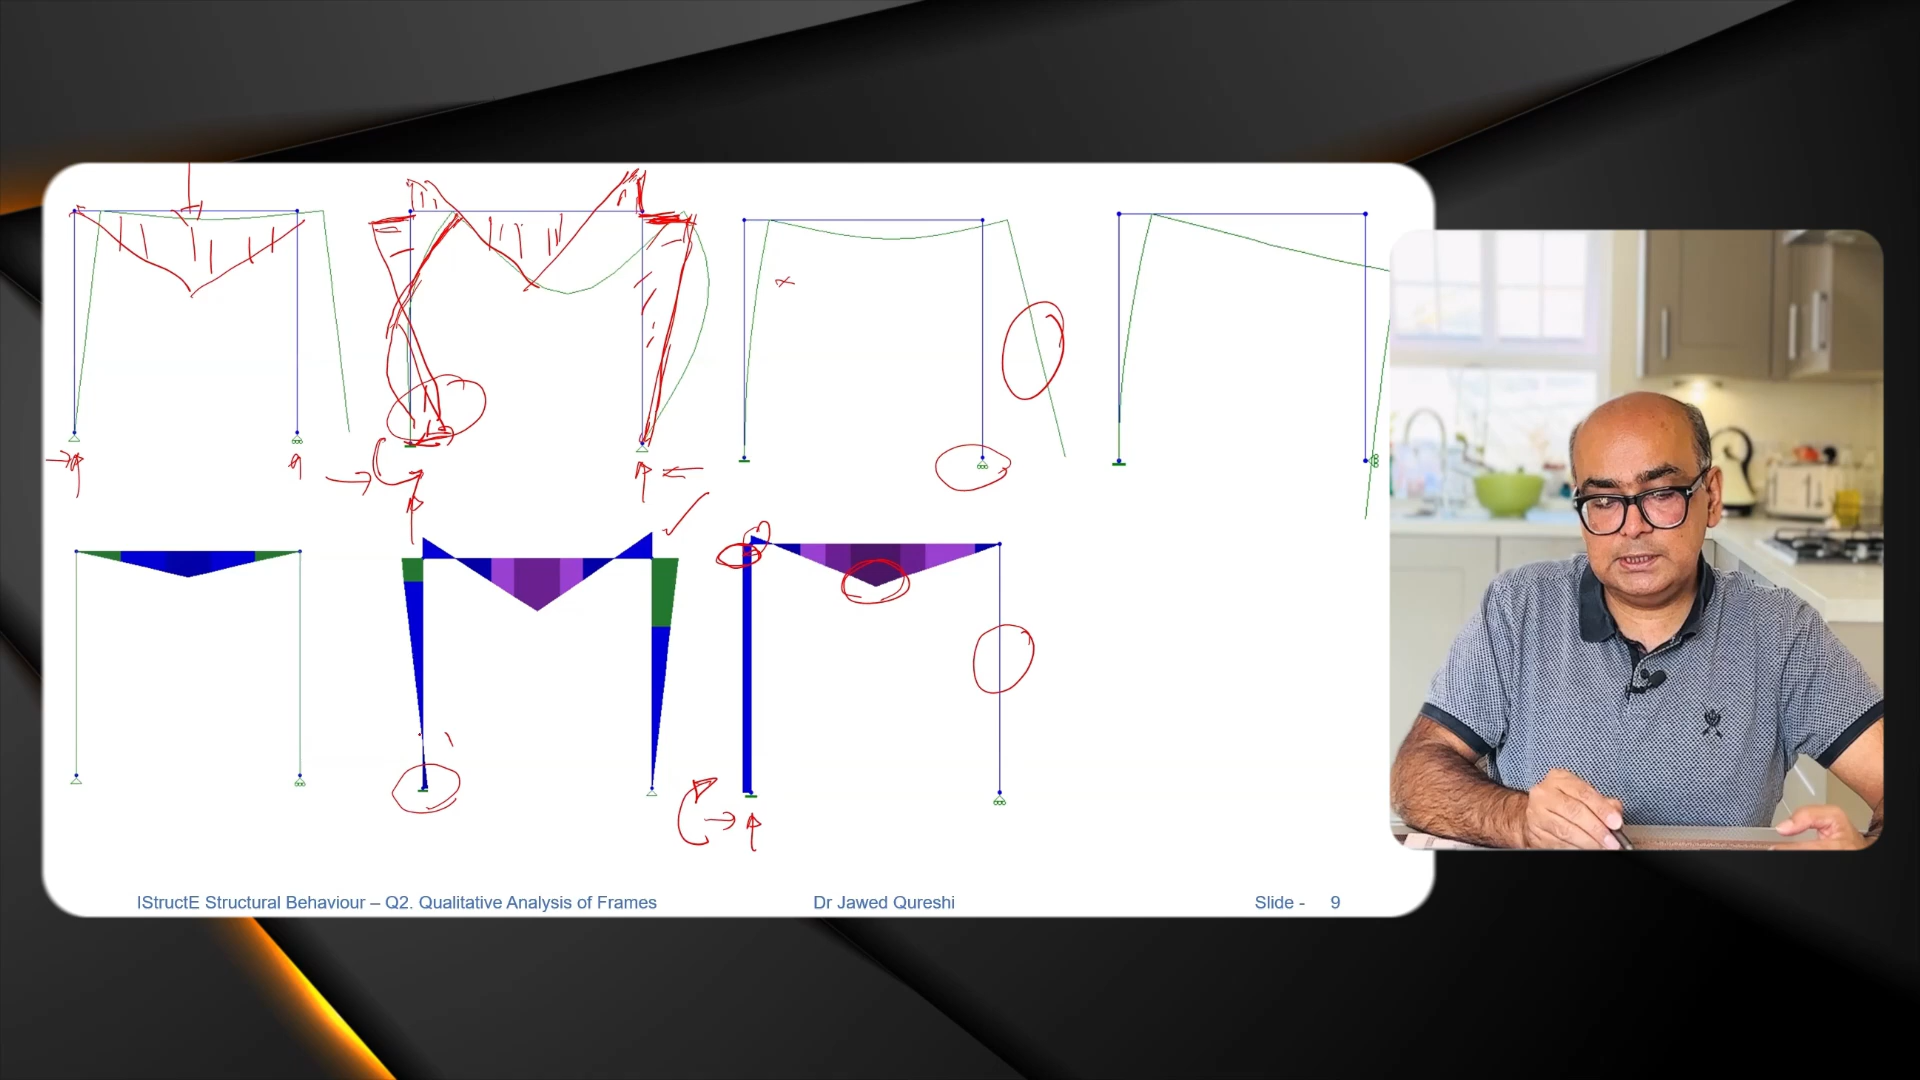 IStructE Structural Behaviour – Q2. Qualitative Analysis of Frames Dr Jawed Qureshi Slide - 9